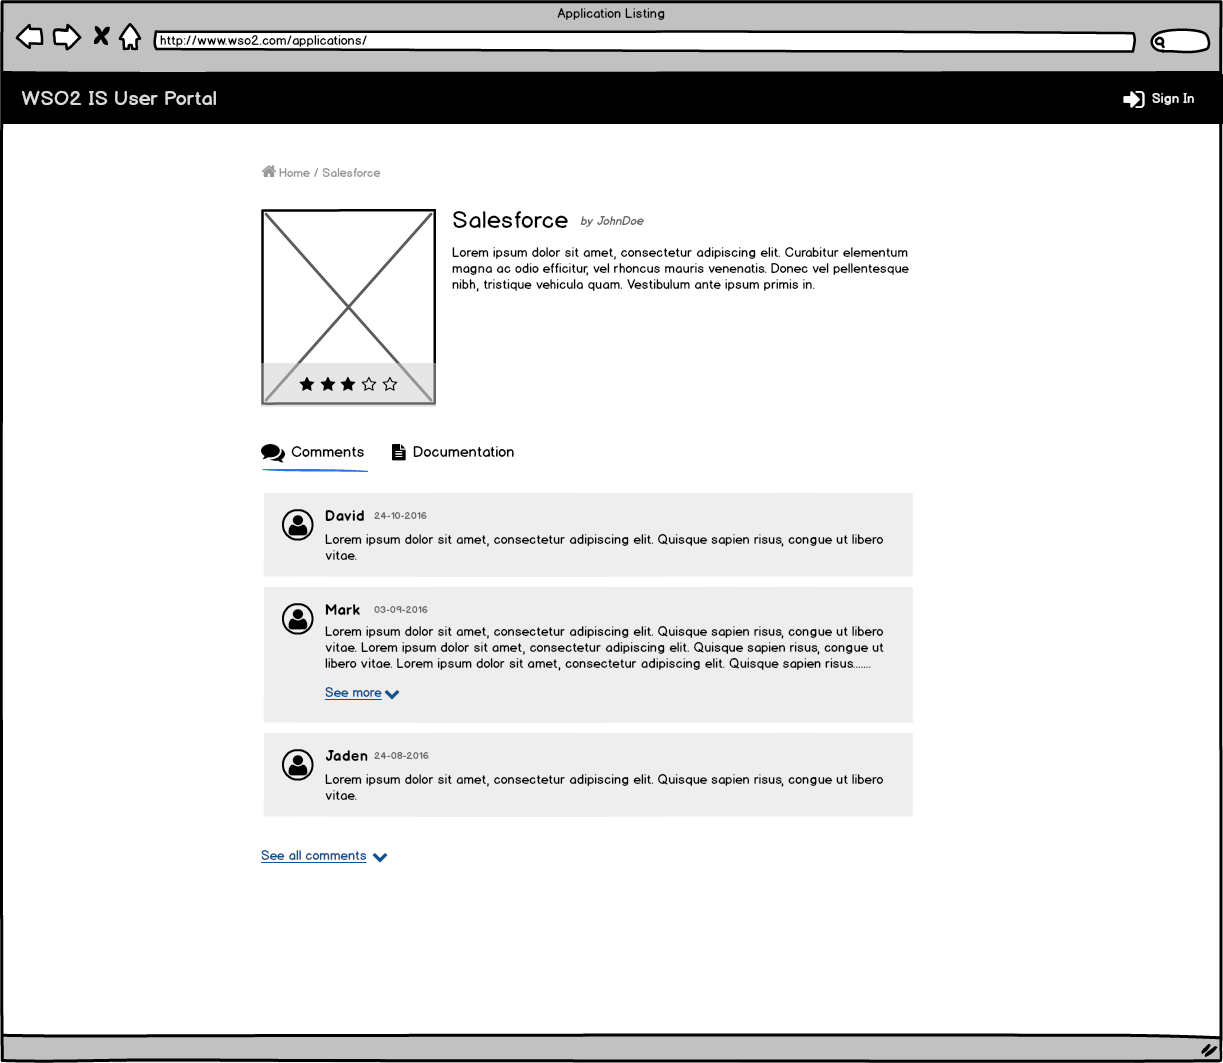 Application Listing
http://www.wso2.com/applications/
WSO2 IS User Portal
Sign In
Home / Salesforce
Salesforce by JohnDoe
Lorem ipsum dolor sit amet, consectetur adipiscing elit. Curabitur elementum
magna ac odio efficitur, vel rhoncus mauris venenatis. Donec vel pellentesque
nibh, tristique vehicula quam. Vestibulum ante ipsum primis in.
Comments
Documentation
David 24-10-2016
Lorem ipsum dolor sit amet, consectetur adipiscing elit. Quisque sapien risus, congue ut libero
vitae.
Mark 03-09-2016
Lorem ipsum dolor sit amet, consectetur adipiscing elit. Quisque sapien risus, congue ut libero
vitae. Lorem ipsum dolor sit amet, consectetur adipiscing elit. Quisque sapien risus, congue ut
libero vitae. Lorem ipsum dolor sit amet, consectetur adipiscing elit. Quisque sapien risus.......
See more
Jaden 24-08-2016
Lorem ipsum dolor sit amet, consectetur adipiscing elit. Quisque sapien risus, congue ut libero
vitae.
See all comments